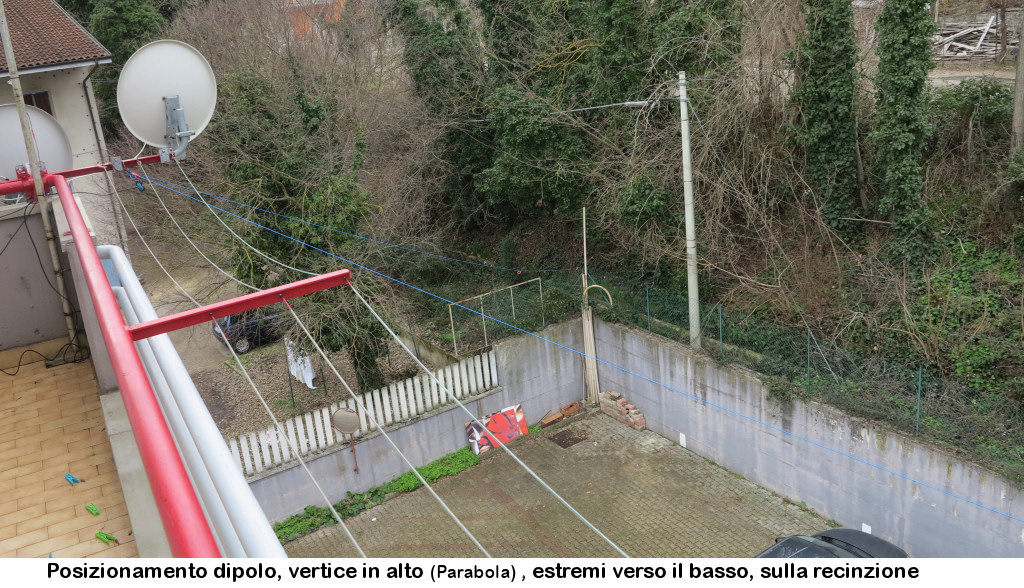 Posizionamento dipolo, vertice in alto (Parabola) , estremi verso il basso, sulla recinzione